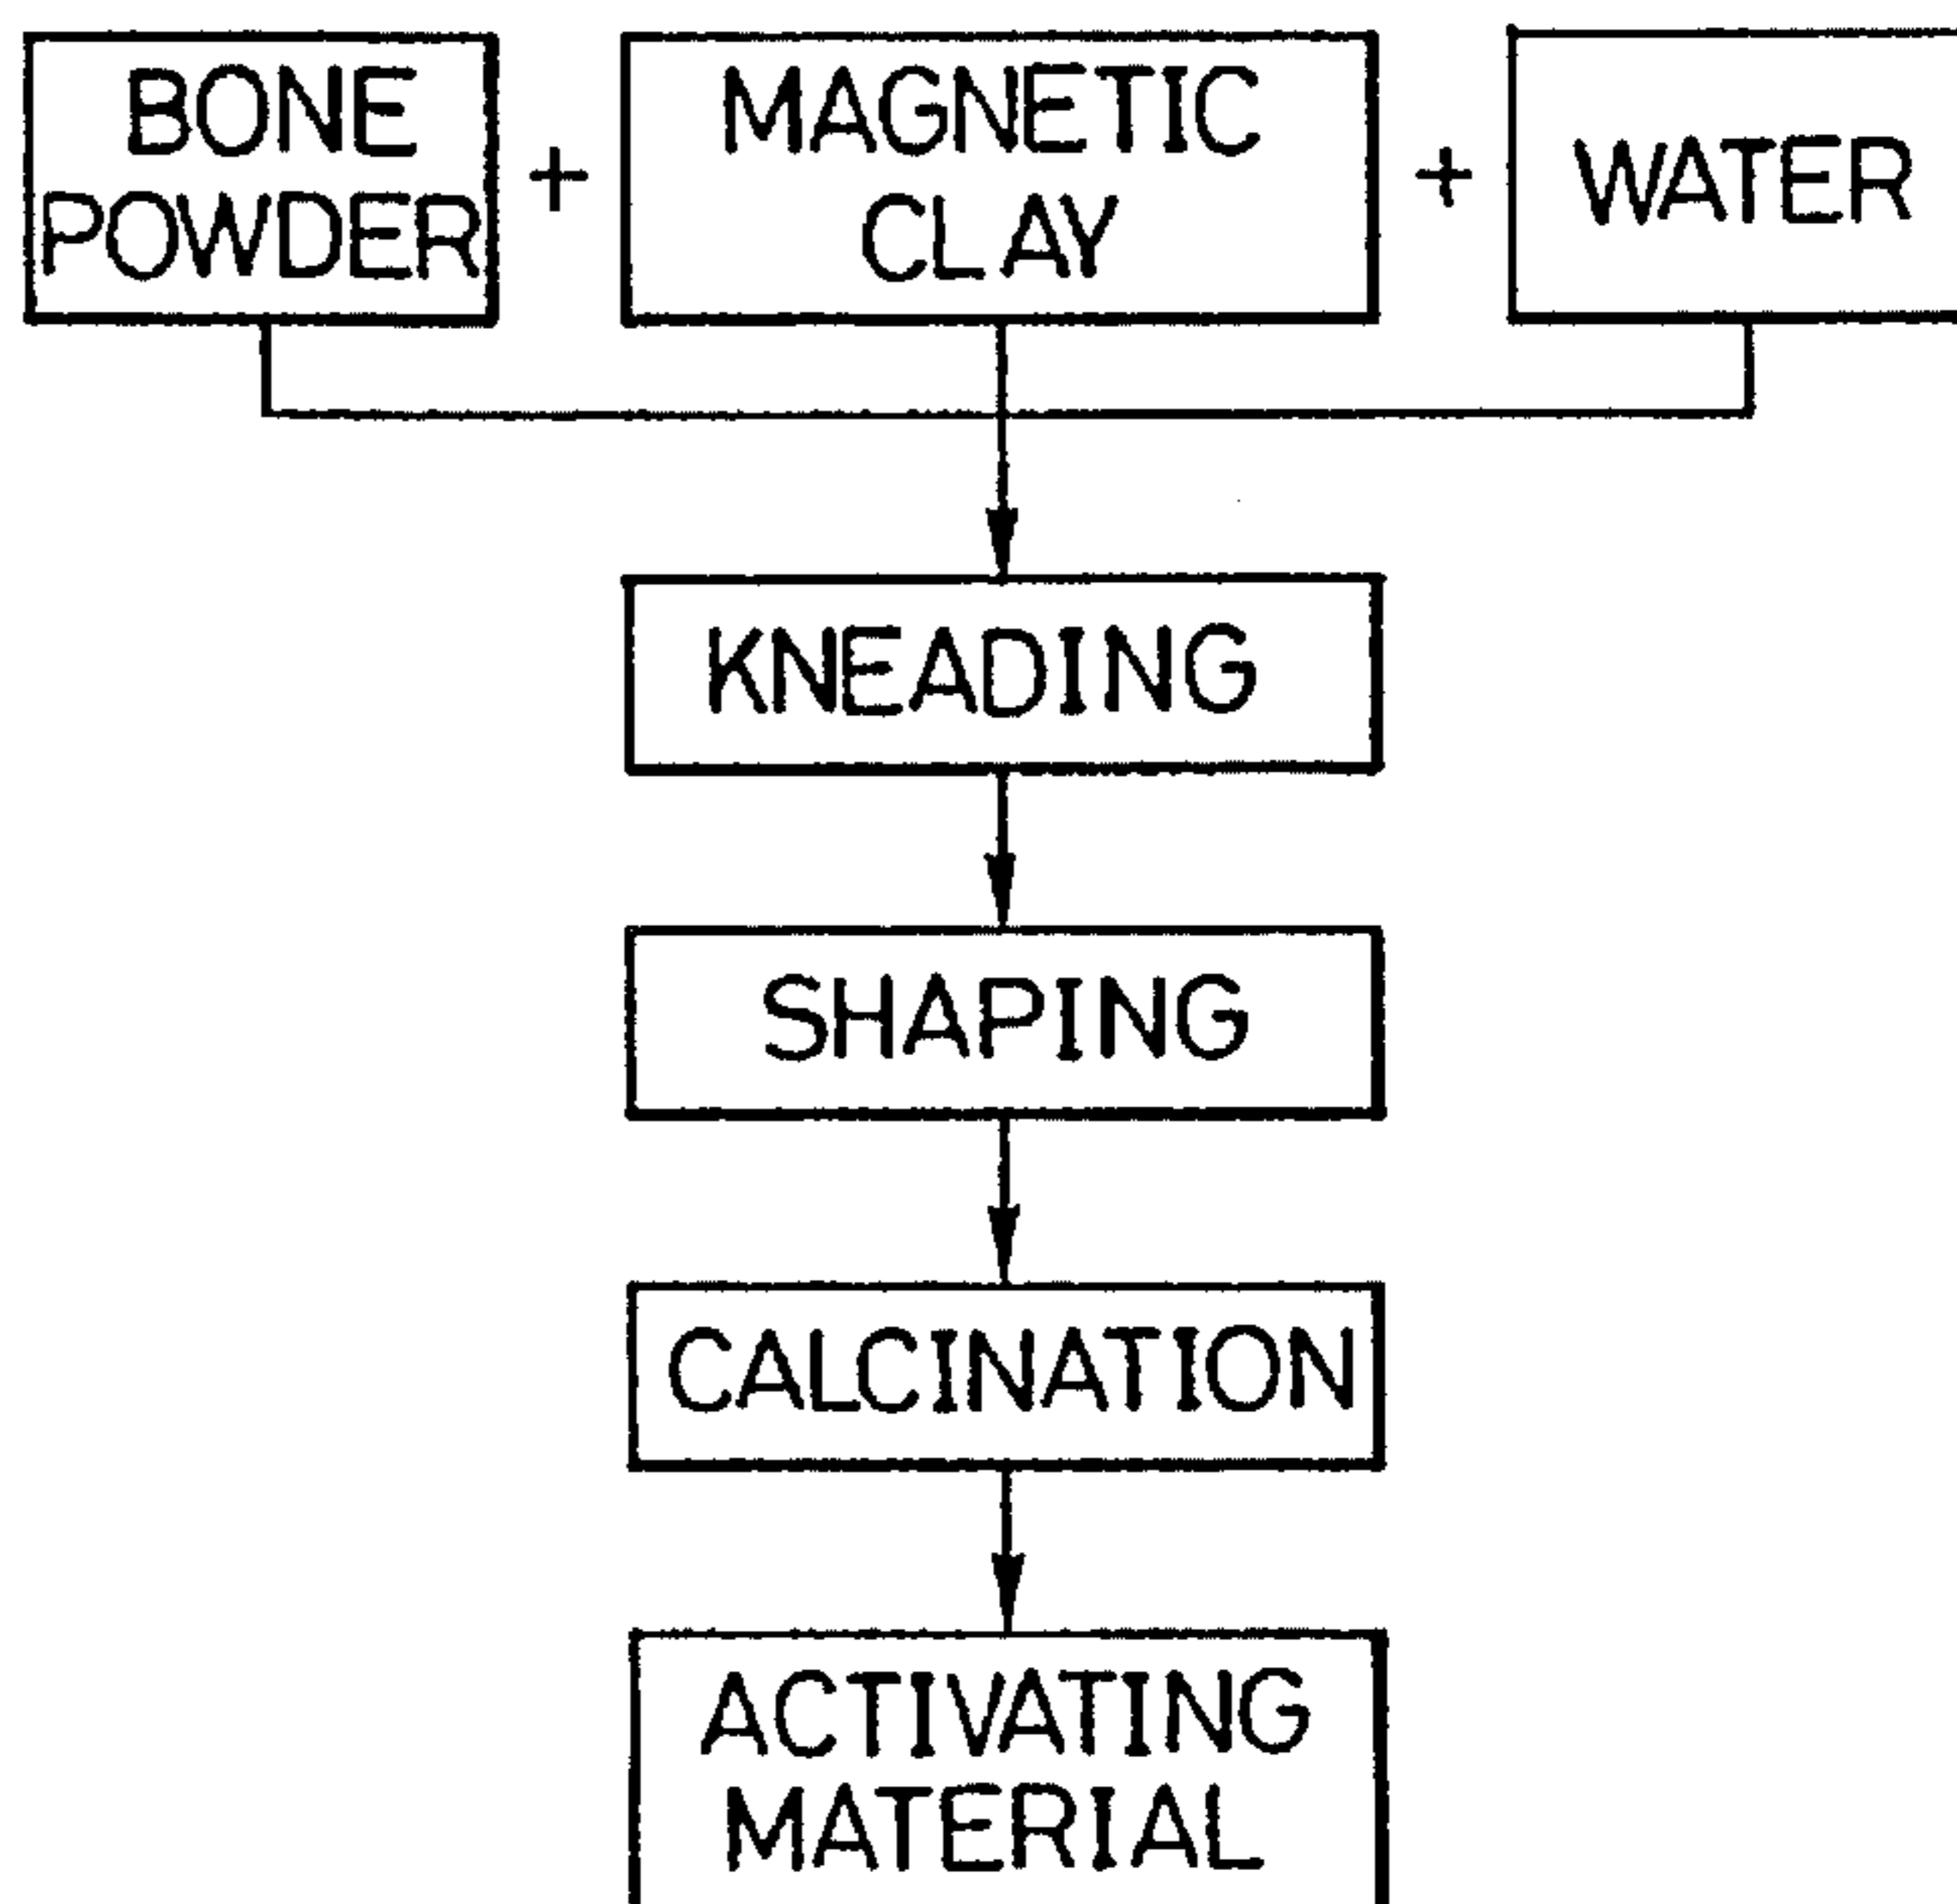 BONE
POWDER
+
MAGNETIC
CLAY
+
WATER
KNEADING
SHAPING
CALCINATION
ACTIVATING
MATERIAL